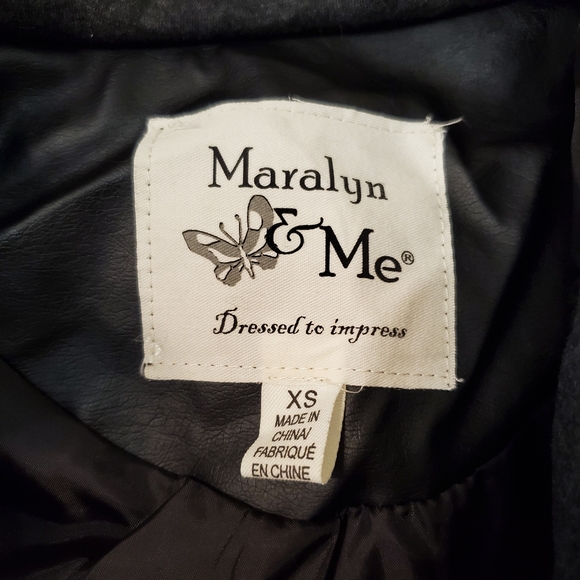 Maralyn
& Me®
Dressed to impress
XS
MADE IN
CHINA/
FABRIQUÉ
EN CHINE